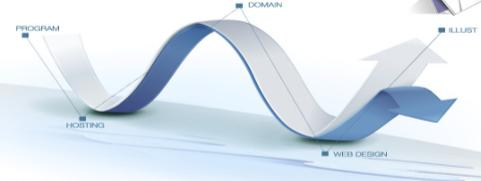 DOMAIN
PROGRAM
ILLUST
HOSTING
WEB DESIGN